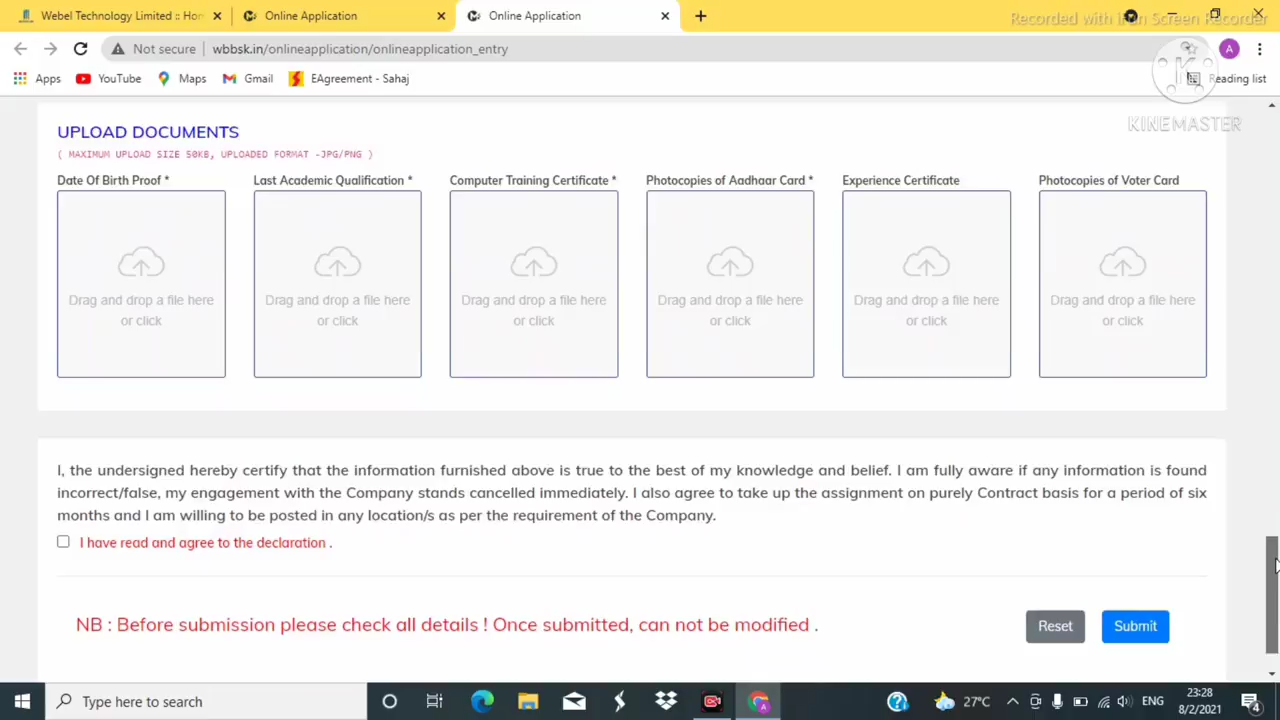 Webel Technology Limited :: Hor
Online Application
Online Application
Recorded with iFun Screen Recorder
Not secure
wbbsk.in/onlineapplication/onlineapplication_entry
A
Apps
YouTube
Maps
Gmail
EAgreement - Sahaj
Reading list
K
KINEMASTER
UPLOAD DOCUMENTS
( MAXIMUM UPLOAD SIZE 50KB, UPLOADED FORMAT -JPG/PNG )
Date Of Birth Proof *
Last Academic Qualification *
Computer Training Certificate *
Photocopies of Aadhaar Card *
Experience Certificate
Photocopies of Voter Card
Drag and drop a file here
or click
Drag and drop a file here
or click
Drag and drop a file here
or click
Drag and drop a file here
or click
Drag and drop a file here
or click
Drag and drop a file here
or click
I, the undersigned hereby certify that the information furnished above is true to the best of my knowledge and belief. I am fully aware if any information is found
incorrect/false, my engagement with the Company stands cancelled immediately. I also agree to take up the assignment on purely Contract basis for a period of six
months and I am willing to be posted in any location/s as per the requirement of the Company.
I have read and agree to the declaration .
NB : Before submission please check all details ! Once submitted, can not be modified .
Reset
Submit
Type here to search
27°C
ENG
23:28
8/2/2021
4